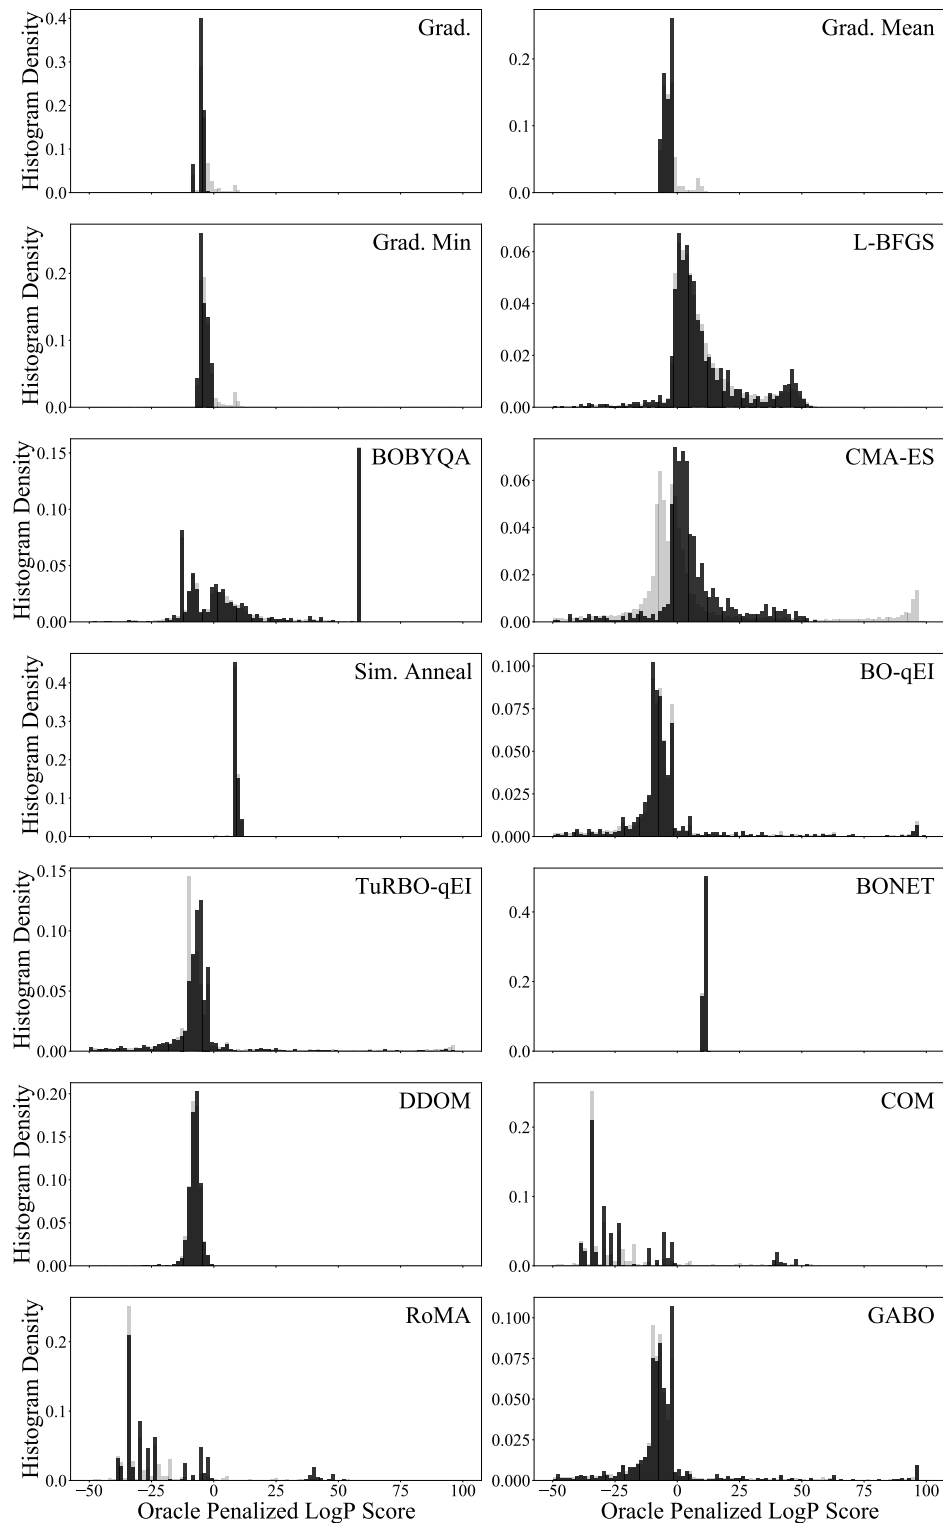 Grad.
Histogram Density
0.4
0.3
0.2
0.1
0.0
Grad. Mean
0.2
0.1
0.0
Grad. Min
Histogram Density
0.2
0.1
0.0
L-BFGS
0.06
0.04
0.02
0.00
BOBYQA
Histogram Density
0.15
0.10
0.05
0.00
CMA-ES
0.06
0.04
0.02
0.00
Sim. Anneal
Histogram Density
0.4
0.3
0.2
0.1
0.0
BO-qEI
0.100
0.075
0.050
0.025
0.000
TuRBO-qEI
Histogram Density
0.15
0.10
0.05
0.00
BONET
0.4
0.2
0.0
DDOM
Histogram Density
0.20
0.15
0.10
0.05
0.00
COM
0.2
0.1
0.0
RoMA
Histogram Density
0.2
0.1
0.0
−50 −25 0 25 50 75 100
Oracle Penalized LogP Score
GABO
0.100
0.075
0.050
0.025
0.000
−50 −25 0 25 50 75 100
Oracle Penalized LogP Score